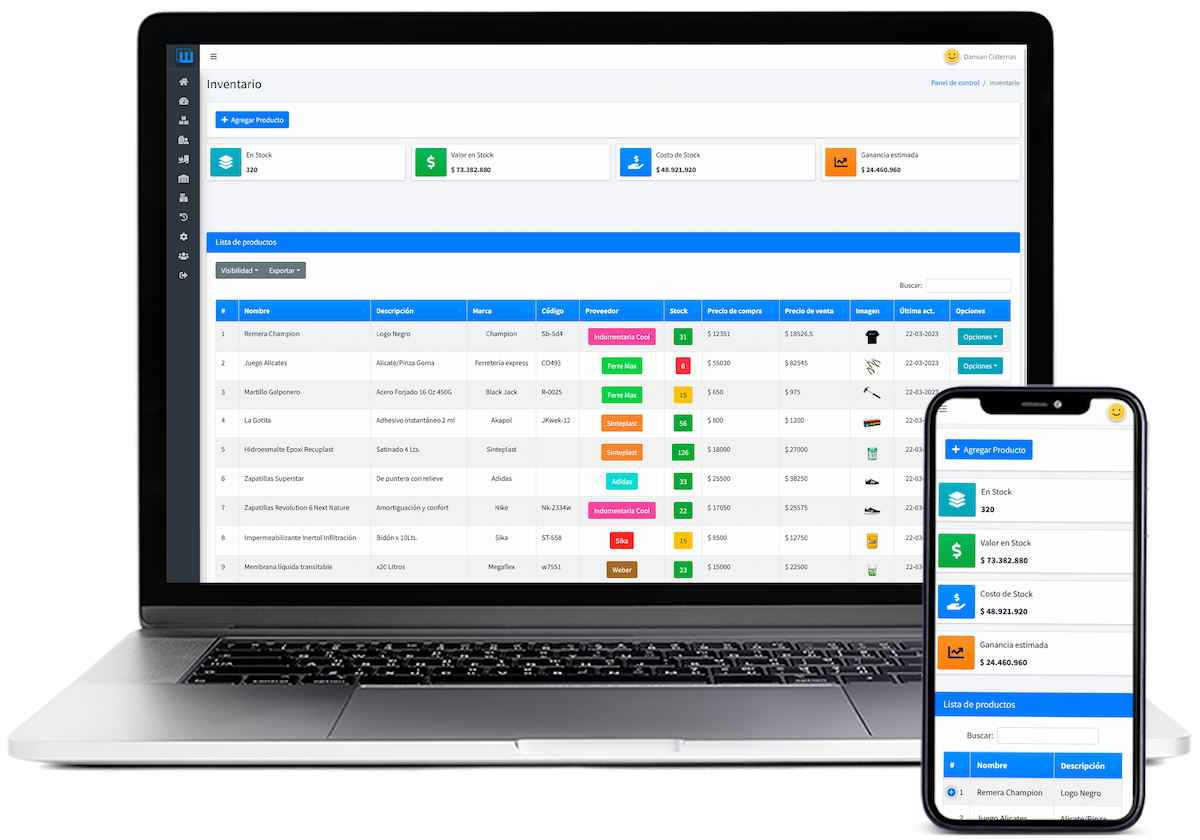 Damian Cisternas
Inventario
Panel de control / Inventario
+ Agregar Producto
En Stock
320
Valor en Stock
$ 73.382.880
Costo de Stock
$ 48.921.920
Ganancia estimada
$ 24.460.960
Lista de productos
Visibilidad Exportar
Buscar:
# Nombre Descripción Marca Código Proveedor Stock Precio de compra Precio de venta Imagen Última act. Opciones
1 Remera Champion Logo Negro Champion Sb-5d4 Indumentaria Cool 31 $ 12351 $ 18526.5 22-03-2023 Opciones
2 Juego Alicates Alicate/Pinza Goma Ferretería express CO493 Ferre Max 6 $ 55030 $ 82545 22-03-2023 Opciones
3 Martillo Galponero Acero Forjado 16 Oz 450G Black Jack R-0025 Ferre Max 15 $ 650 $ 975 22-03-2023
4 La Gotita Adhesivo instantáneo 2 ml Akapol JKwek-12 Sinteplast 56 $ 800 $ 1200 22-03-
5 Hidroesmalte Epoxi Recuplast Satinado 4 Lts. Sinteplast Sinteplast 126 $ 18000 $ 27000 22-03-
6 Zapatillas Superstar De puntera con relieve Adidas Adidas 33 $ 25500 $ 38250 22-03-
7 Zapatillas Revolution 6 Next Nature Amortiguación y confort Nike Nk-2334w Indumentaria Cool 22 $ 17050 $ 25575 22-03-
8 Impermeabilizante Inertol Infiltración Bidón x 10Lts. Sika ST-558 Sika 15 $ 8500 $ 12750 22-03-
9 Membrana líquida transitable x20 Litros Megaflex w7551 Weber 23 $ 15000 $ 22500 22-03-
+ Agregar Producto
En Stock
320
Valor en Stock
$ 73.382.880
Costo de Stock
$ 48.921.920
Ganancia estimada
$ 24.460.960
Lista de productos
Buscar:
# Nombre Descripción
1 Remera Champion Logo Negro
2 Juego Alicates Alicate/Pinza